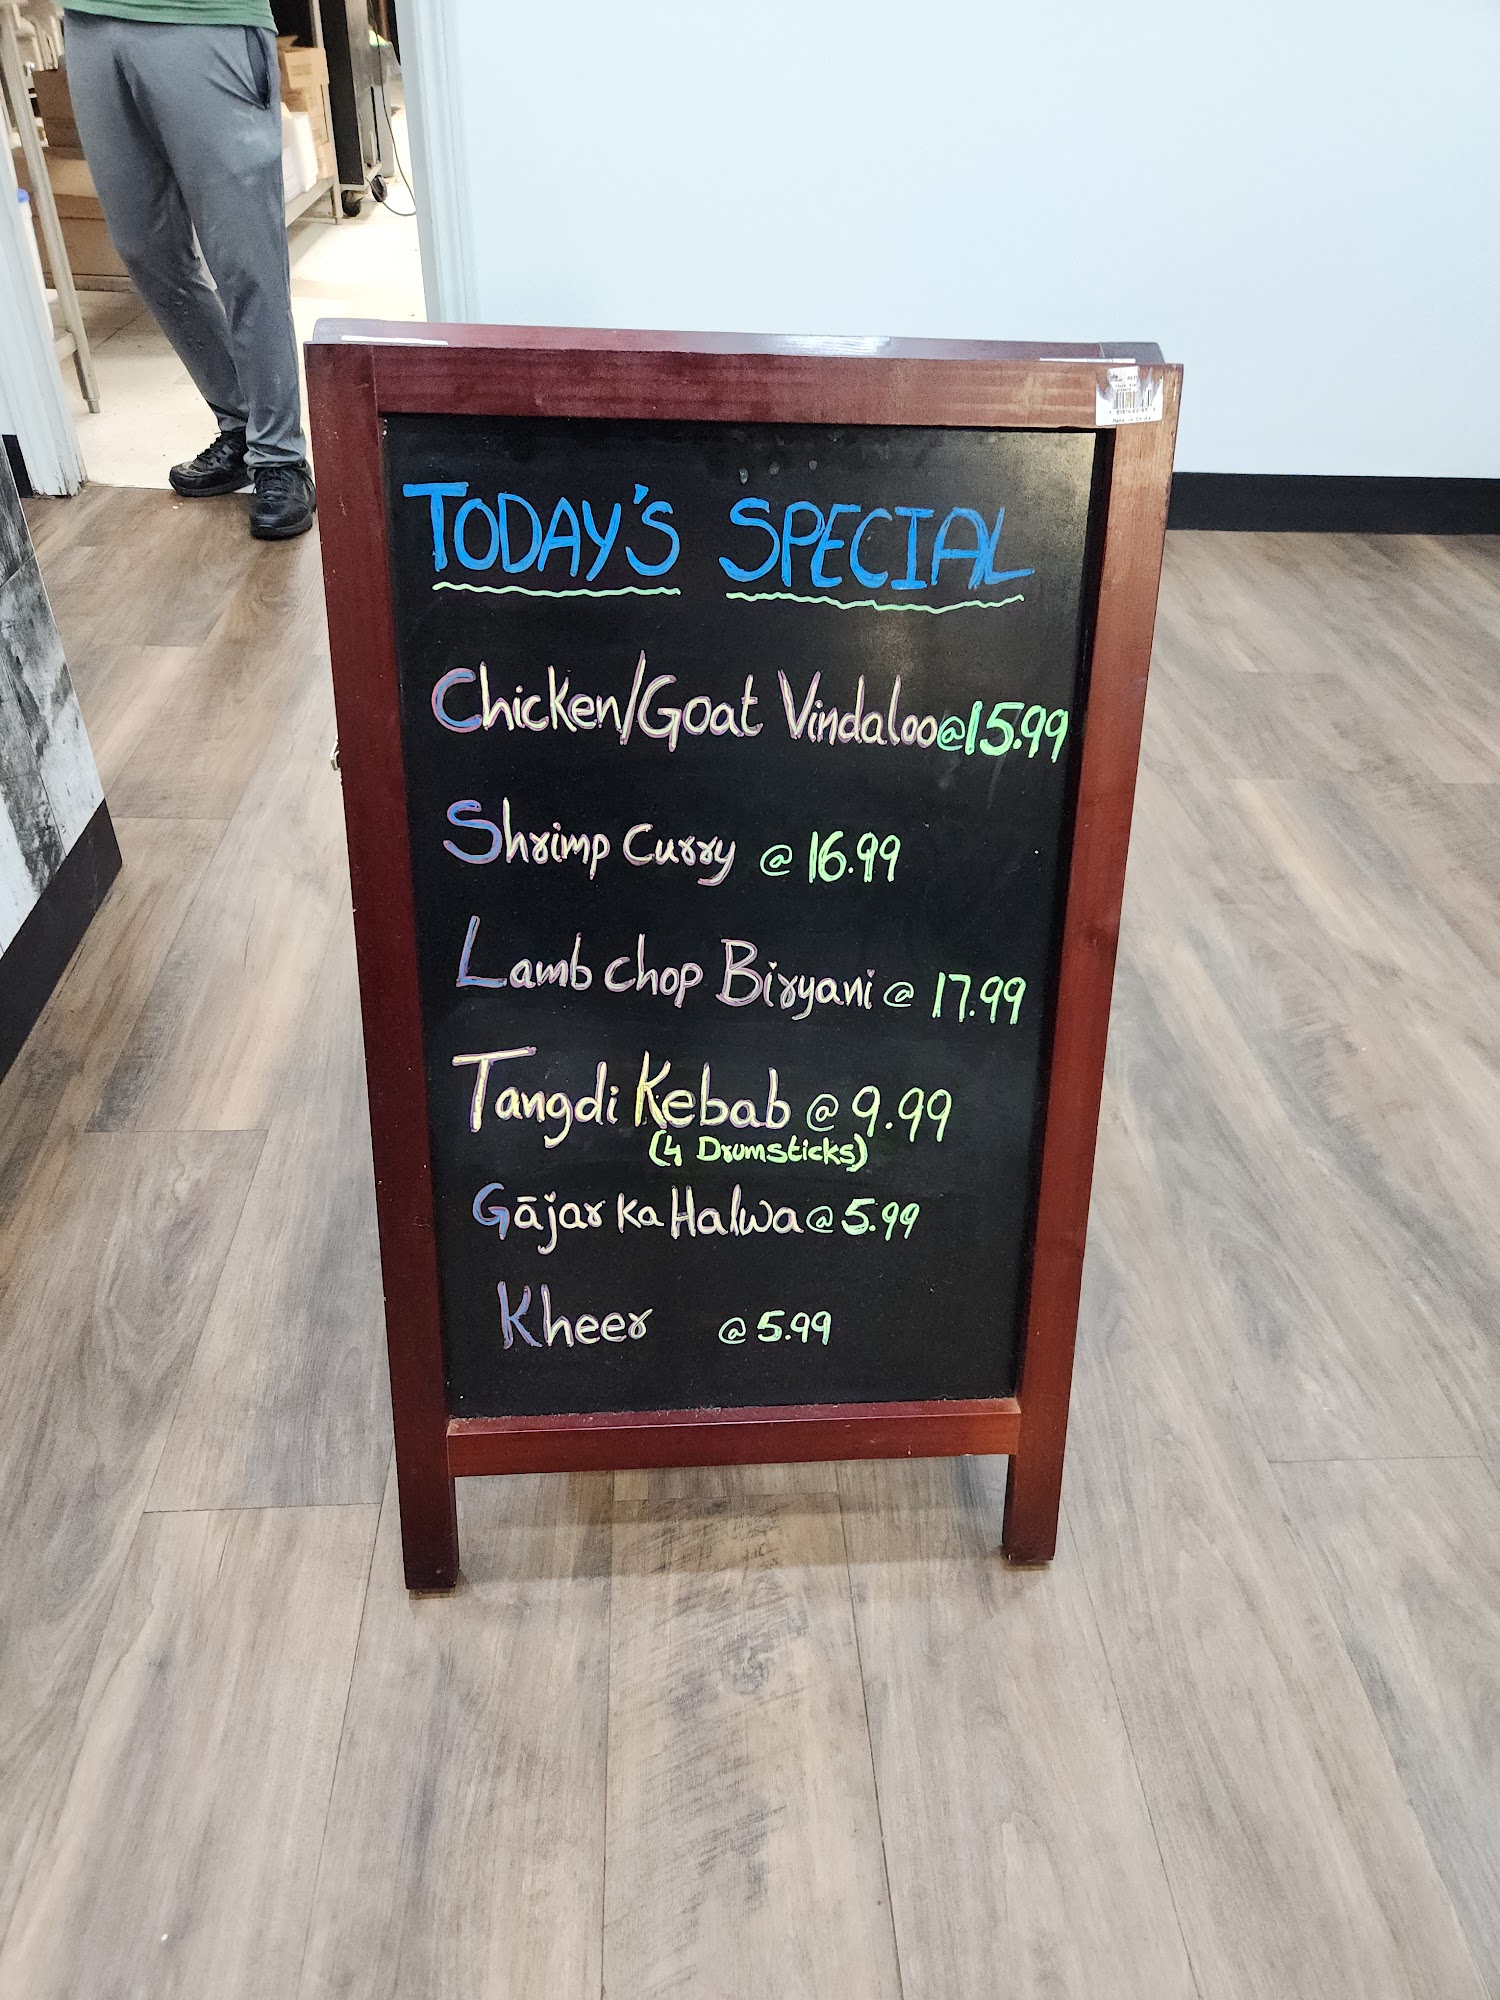 TODAY'S SPECIAL
Chicken/Goat Vindaloo @ 15.99
Shrimp Curry @ 16.99
Lamb chop Biryani @ 17.99
Tangdi Kebab @ 9.99
(4 Drumsticks)
Gājar Ka Halwa @ 5.99
Kheer @ 5.99